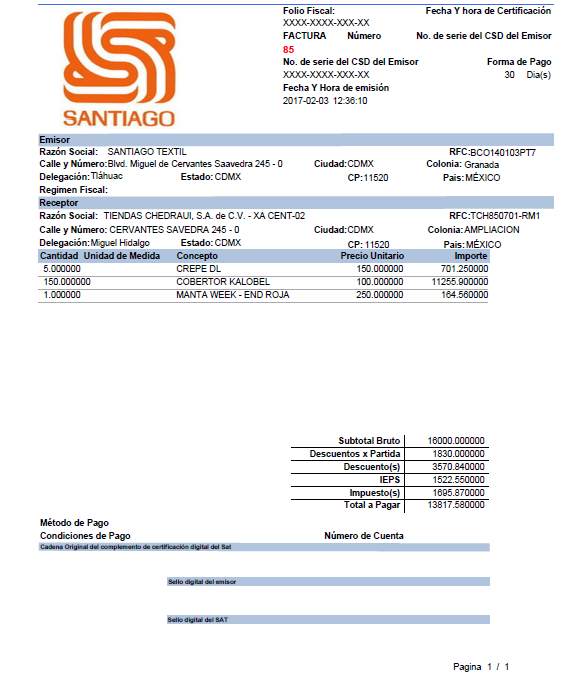 SANTIAGO
Folio Fiscal: Fecha Y hora de Certificación
XXXX-XXXX-XXX-XX
FACTURA Número No. de serie del CSD del Emisor
85
No. de serie del CSD del Emisor Forma de Pago
XXXX-XXXX-XXX-XX 30 Dia(s)
Fecha Y Hora de emisión
2017-02-03 12:36:10
Emisor
Razón Social: SANTIAGO TEXTIL RFC:BCO140103PT7
Calle y Número:Blvd. Miguel de Cervantes Saavedra 245 - 0 Ciudad:CDMX Colonia: Granada
Delegación:Tláhuac Estado:CDMX CP:11520 Pais:MÉXICO
Regimen Fiscal:
Receptor
Razón Social: TIENDAS CHEDRAUI, S.A. de C.V. - XA CENT-02 RFC:TCH850701-RM1
Calle y Número: CERVANTES SAVEDRA 245 - 0 Ciudad:CDMX Colonia:AMPLIACION
Delegación:Miguel Hidalgo Estado:CDMX CP: 11520 Pais:MÉXICO
Cantidad Unidad de Medida Concepto Precio Unitario Importe
5.000000 CREPE DL 150.000000 701.250000
150.000000 COBERTOR KALOBEL 100.000000 11255.900000
1.000000 MANTA WEEK - END ROJA 250.000000 164.560000
Subtotal Bruto 16000.000000
Descuentos x Partida 1830.000000
Descuento(s) 3570.840000
IEPS 1522.550000
Impuesto(s) 1695.870000
Total a Pagar 13817.580000
Método de Pago
Condiciones de Pago Número de Cuenta
Cadena Original del complemento de certificación digital del Sat
Sello digital del emisor
Sello digital del SAT
Pagina 1 / 1